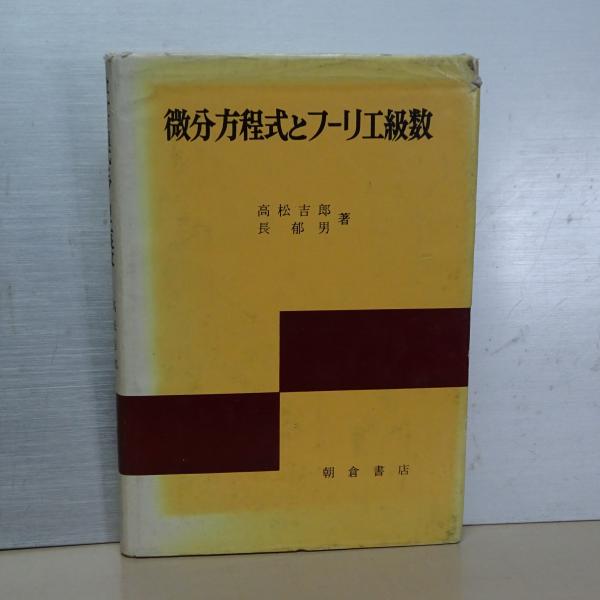 微分方程式とフーリエ級数
高松吉郎
長郁男 著
朝倉書店